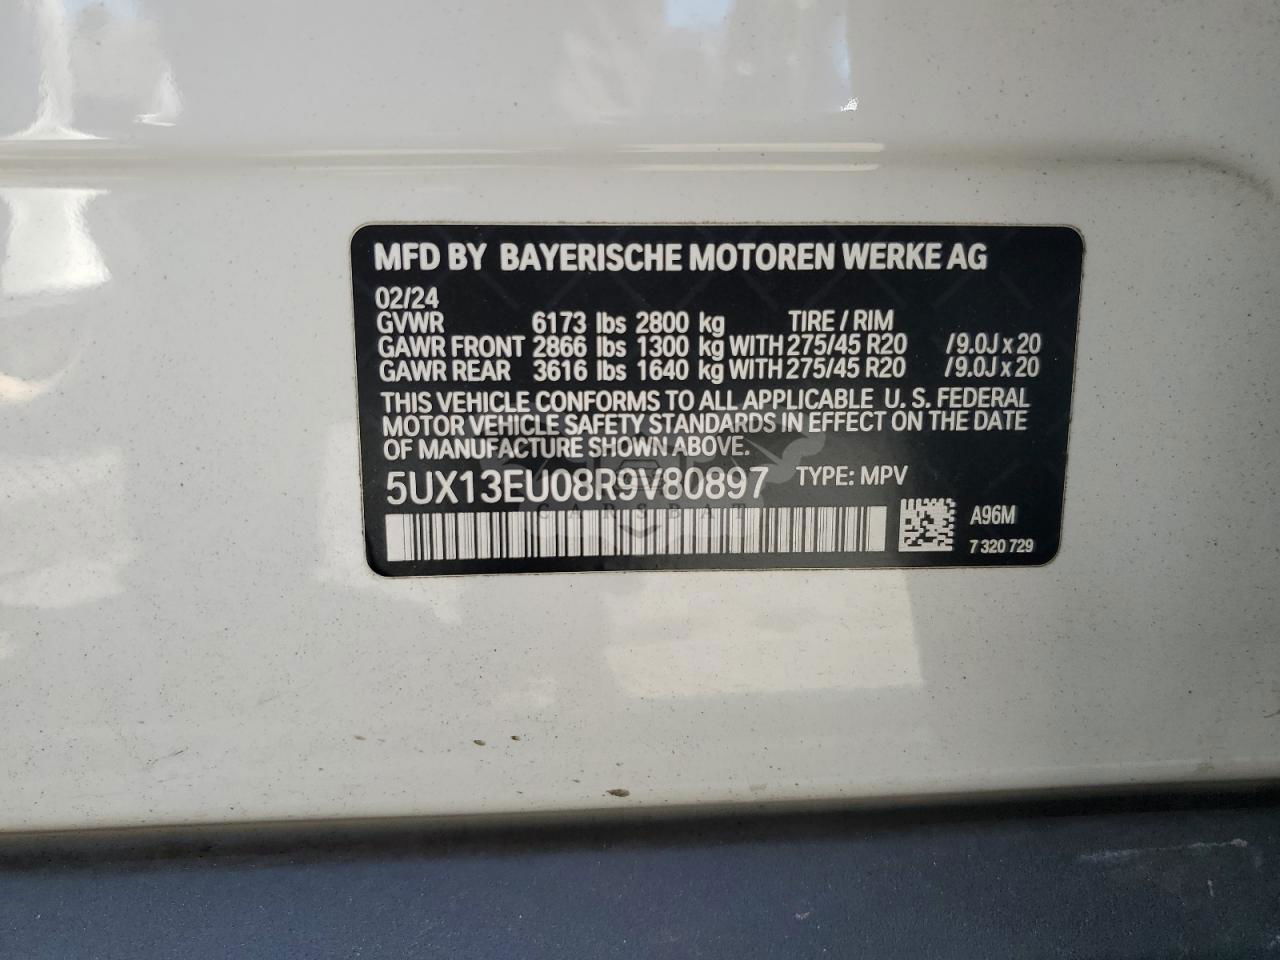 MFD BY BAYERISCHE MOTOREN WERKE AG
02/24
GVWR 6173 lbs 2800 kg TIRE / RIM
GAWR FRONT 2866 lbs 1300 kg WITH 275/45 R20 /9.0J x 20
GAWR REAR 3616 lbs 1640 kg WITH 275/45 R20 /9.0J x 20
THIS VEHICLE CONFORMS TO ALL APPLICABLE U. S. FEDERAL
MOTOR VEHICLE SAFETY STANDARDS IN EFFECT ON THE DATE
OF MANUFACTURE SHOWN ABOVE.
5UX13EU08R9V80897 TYPE: MPV
CARSBAT
A96M
7 320 729